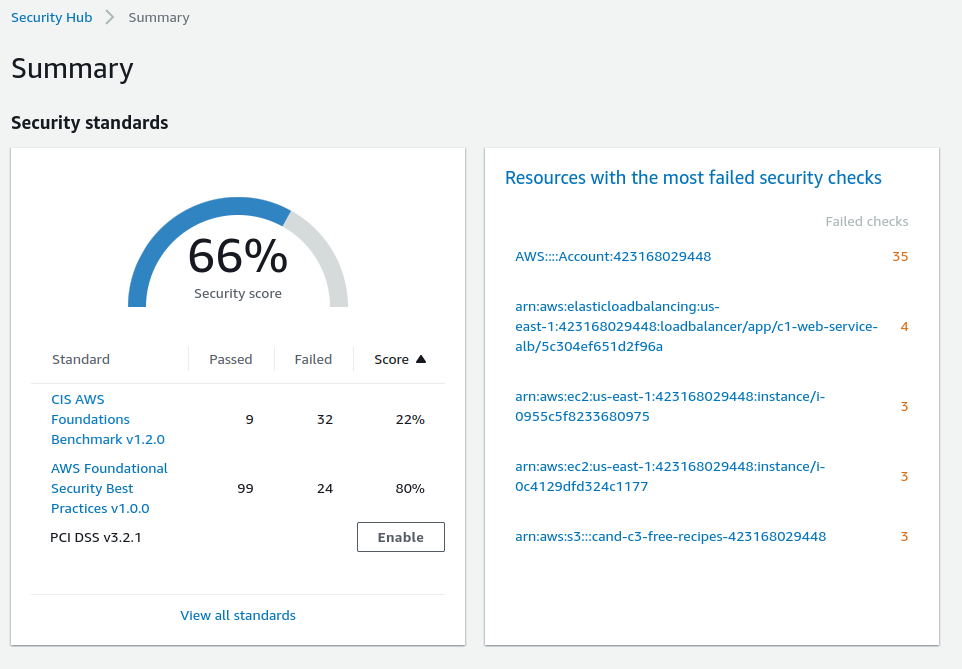 Security Hub > Summary
Summary
Security standards
66%
Security score
Standard Passed Failed Score ▲
CIS AWS
Foundations 9 32 22%
Benchmark v1.2.0
AWS Foundational
Security Best 99 24 80%
Practices v1.0.0
PCI DSS v3.2.1 Enable
View all standards
Resources with the most failed security checks
Failed checks
AWS::::Account:423168029448 35
arn:aws:elasticloadbalancing:us-
east-1:423168029448:loadbalancer/app/c1-web-service- 4
alb/5c304ef651d2f96a
arn:aws:ec2:us-east-1:423168029448:instance/i- 3
0955c5f8233680975
arn:aws:ec2:us-east-1:423168029448:instance/i- 3
0c4129dfd324c1177
arn:aws:s3:::cand-c3-free-recipes-423168029448 3